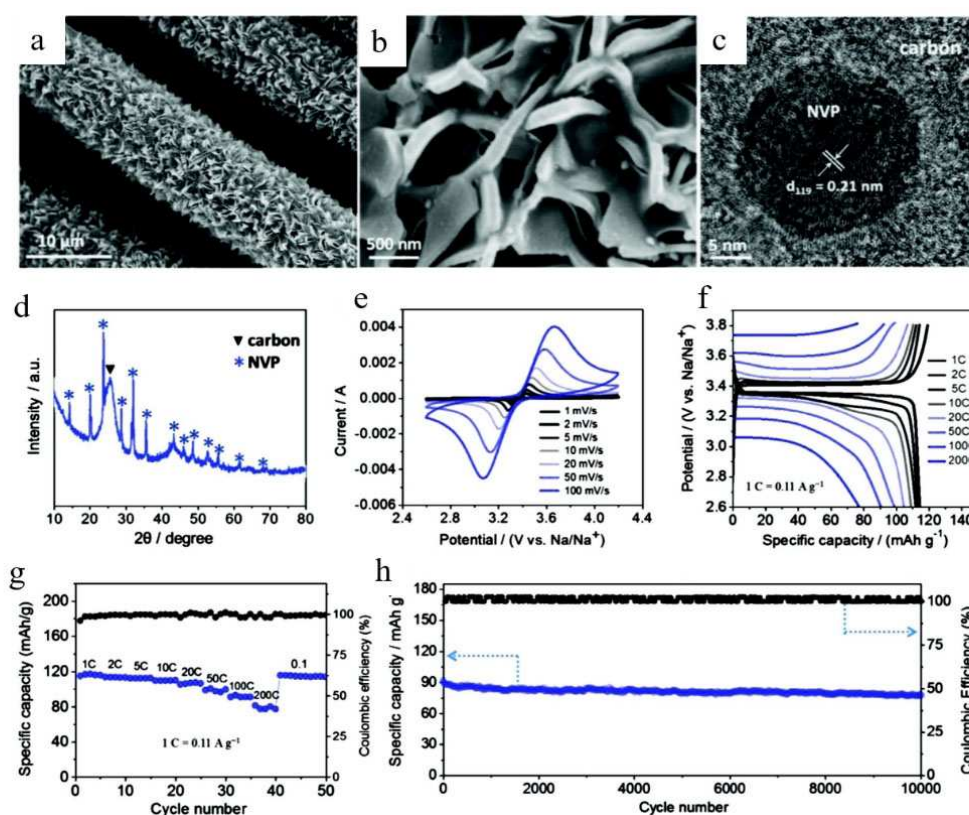 a
10 µm
b
500 nm
c
carbon
NVP
d₁₁₉ = 0.21 nm
5 nm
d
Intensity / a.u.
▼ carbon
* NVP
10 20 30 40 50 60 70 80
2θ / degree
e
Current / A
0.004
0.002
0.000
-0.002
-0.004
-0.006
1 mV/s
2 mV/s
5 mV/s
10 mV/s
20 mV/s
50 mV/s
100 mV/s
2.4 3.0 3.6 4.2 4.4
Potential / (V vs. Na/Na⁺)
f
Potential / (V vs. Na/Na⁺)
3.8
3.6
3.4
3.2
3.0
2.8
2.6
1C
2C
5C
10C
20C
50C
100
200
1 C = 0.11 A g⁻¹
0 20 40 60 80 100 120 140
Specific capacity / (mAh g⁻¹)
g
Specific capacity (mAh/g)
200
160
120
80
40
0
1C 2C 5C 10C 20C 50C 100C 200C 0.1
1 C = 0.11 A g⁻¹
100
75
50
25
0
Coulombic efficiency (%)
0 10 20 30 40 50
Cycle number
h
Specific capacity / mAh g⁻¹
180
150
120
90
60
30
0
100
75
50
25
0
Coulombic Efficiency (%)
0 2000 4000 6000 8000 10000
Cycle number